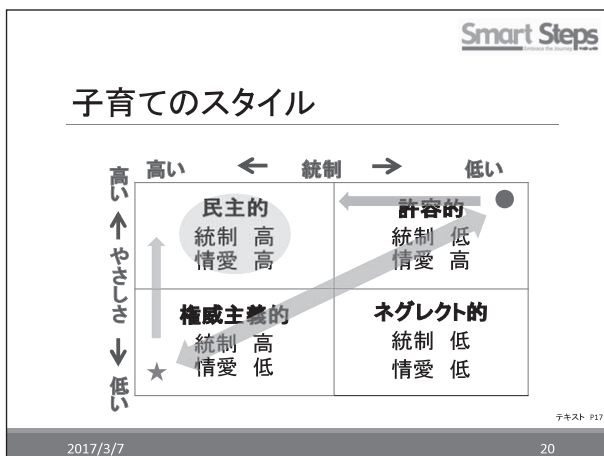 Smart Steps
子育てのスタイル
高い ← 統制 → 低い
高い ↑ やさしさ ↓ 低い
民主的
統制 高
情愛 高
許容的
統制 低
情愛 高
権威主義的
統制 高
情愛 低
ネグレクト的
統制 低
情愛 低
テキスト P17
2017/3/7
20